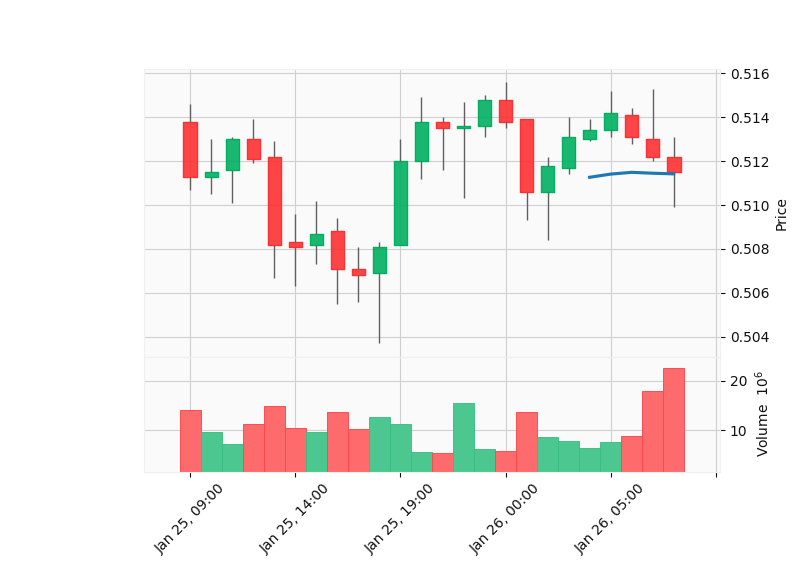 0.516
0.514
0.512
0.510
0.508
0.506
0.504
Price
20
10
Volume 10⁶
Jan 25, 09:00
Jan 25, 14:00
Jan 25, 19:00
Jan 26, 00:00
Jan 26, 05:00